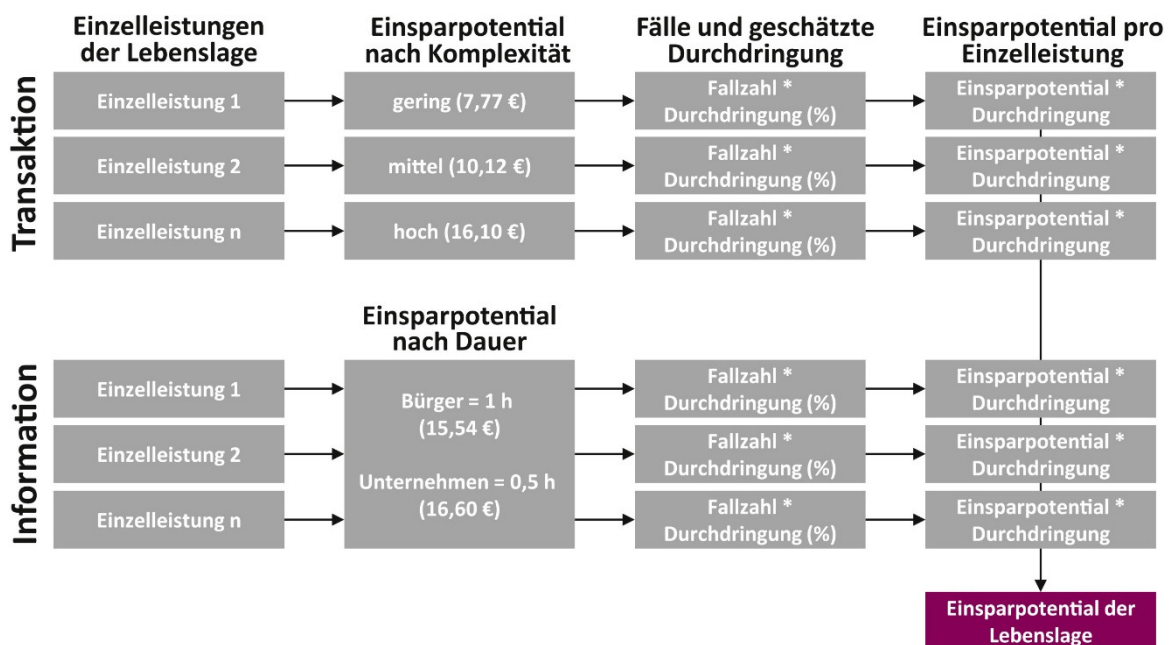 Einzelleistungen
der Lebenslage
Einsparpotential
nach Komplexität
Fälle und geschätzte
Durchdringung
Einsparpotential pro
Einzelleistung
Transaktion
Einzelleistung 1
gering (7,77 €)
Fallzahl *
Durchdringung (%)
Einsparpotential *
Durchdringung
Einzelleistung 2
mittel (10,12 €)
Fallzahl *
Durchdringung (%)
Einsparpotential *
Durchdringung
Einzelleistung n
hoch (16,10 €)
Fallzahl *
Durchdringung (%)
Einsparpotential *
Durchdringung
Einsparpotential
nach Dauer
Information
Einzelleistung 1
Einzelleistung 2
Einzelleistung n
Bürger = 1 h
(15,54 €)
Unternehmen = 0,5 h
(16,60 €)
Fallzahl *
Durchdringung (%)
Einsparpotential *
Durchdringung
Fallzahl *
Durchdringung (%)
Einsparpotential *
Durchdringung
Fallzahl *
Durchdringung (%)
Einsparpotential *
Durchdringung
Einsparpotential der
Lebenslage